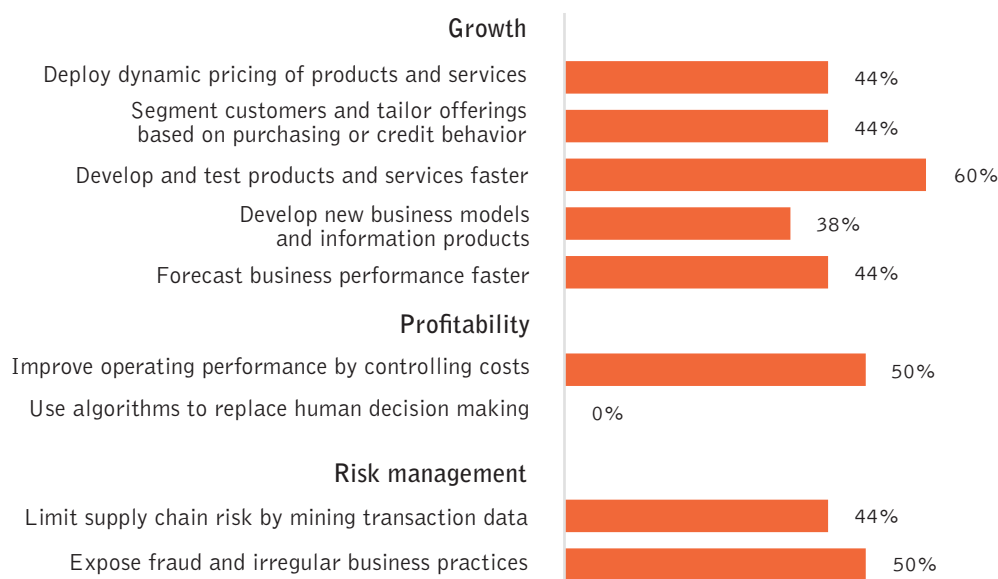 Growth
Deploy dynamic pricing of products and services
44%
Segment customers and tailor offerings
based on purchasing or credit behavior
44%
Develop and test products and services faster
60%
Develop new business models
and information products
38%
Forecast business performance faster
44%
Profitability
Improve operating performance by controlling costs
50%
Use algorithms to replace human decision making
0%
Risk management
Limit supply chain risk by mining transaction data
44%
Expose fraud and irregular business practices
50%